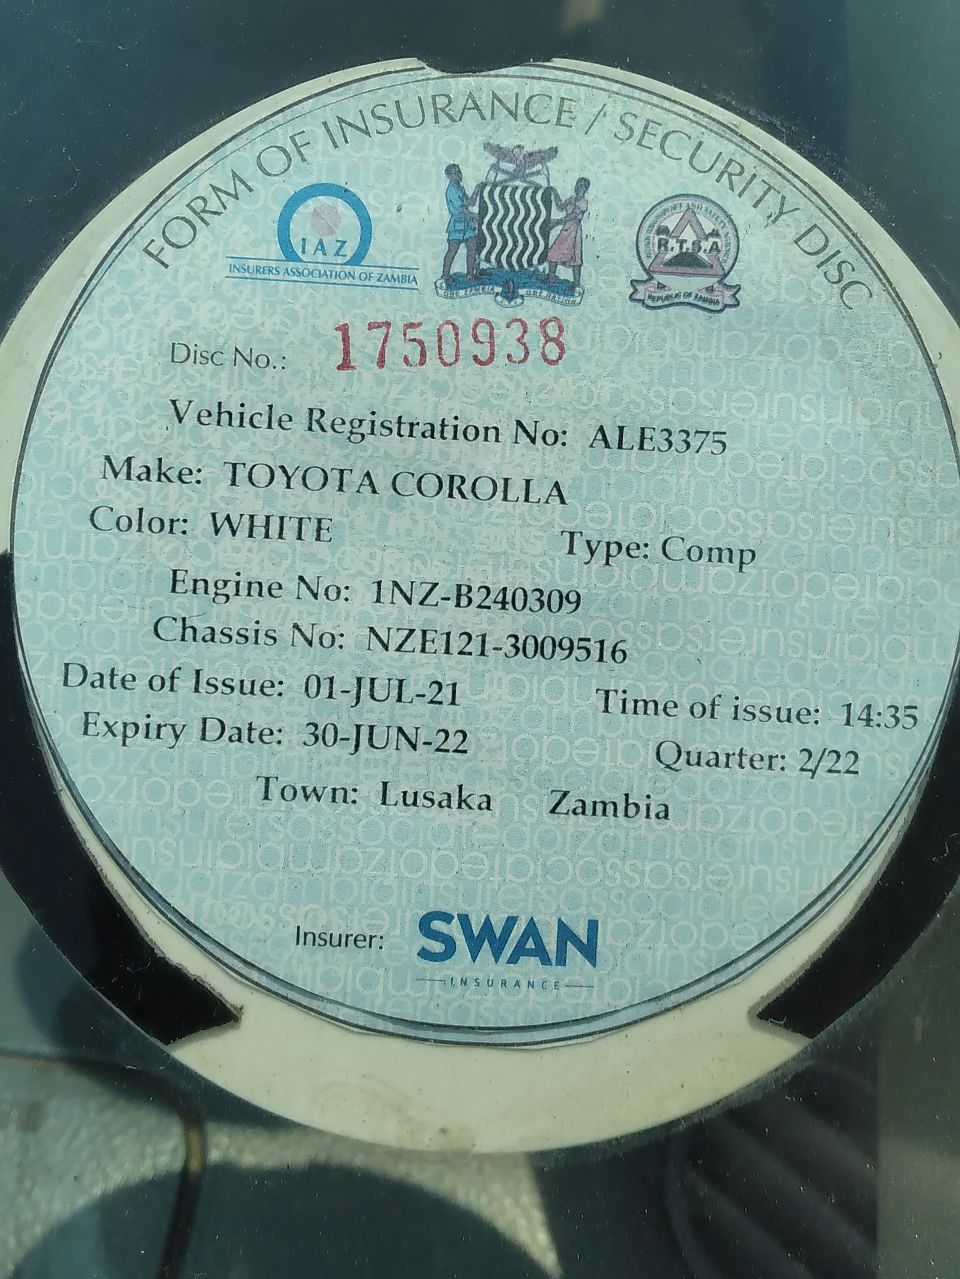 FORM OF INSURANCE / SECURITY DISC
IAZ
INSURERS ASSOCIATION OF ZAMBIA
ONE ZAMBIA ONE NATION
ROAD TRANSPORT AND SAFETY AGENCY
R.T.S.A
REPUBLIC OF ZAMBIA
Disc No.: 1750938
Vehicle Registration No: ALE3375
Make: TOYOTA COROLLA
Color: WHITE Type: Comp
Engine No: 1NZ-B240309
Chassis No: NZE121-3009516
Date of Issue: 01-JUL-21 Time of issue: 14:35
Expiry Date: 30-JUN-22 Quarter: 2/22
Town: Lusaka Zambia
Insurer: SWAN
INSURANCE